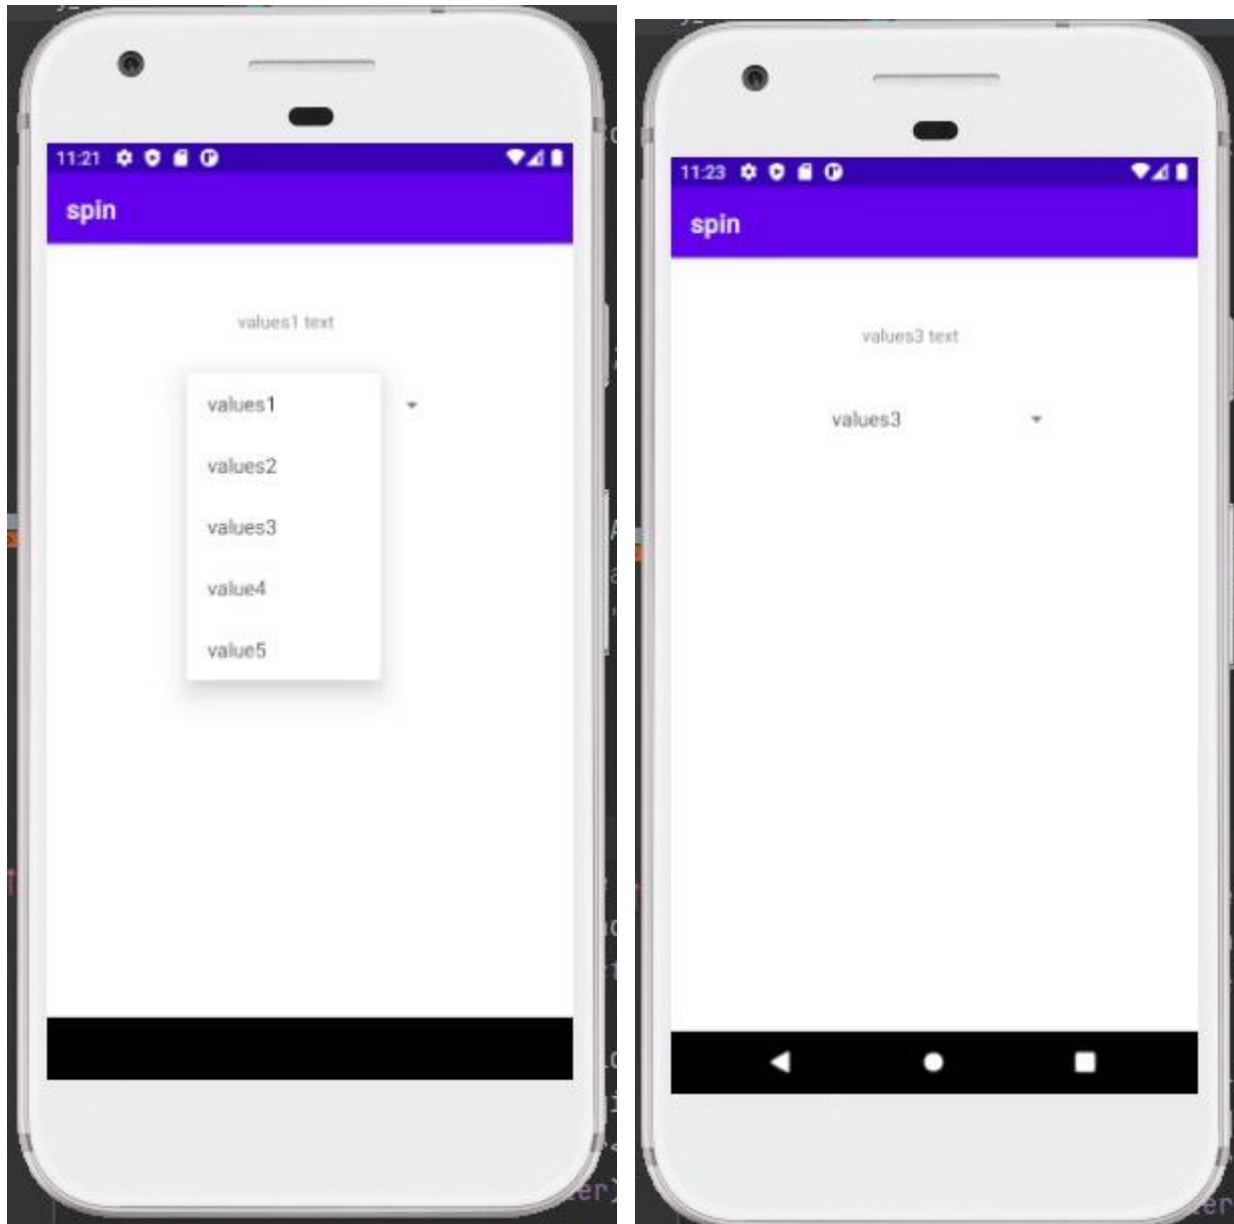 11:21
spin
values1 text
values1
values2
values3
value4
value5
11:23
spin
values3 text
values3